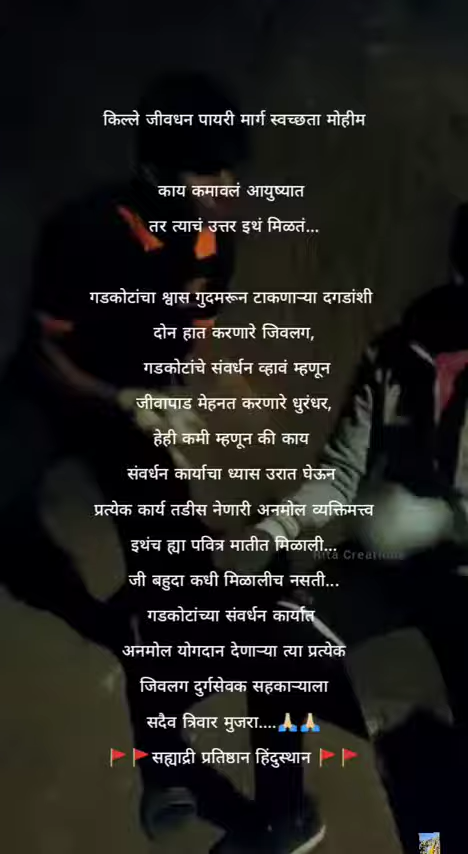 किल्ले जीवधन पायरी मार्ग स्वच्छता मोहीम
काय कमावलं आयुष्यात
तर त्याचं उत्तर इथं मिळतं...
गडकोटांचा श्वास गुदमरून टाकणाऱ्या दगडांशी
दोन हात करणारे जिवलग,
गडकोटांचे संवर्धन व्हावं म्हणून
जीवापाड मेहनत करणारे धुरंधर,
हेही कमी म्हणून की काय
संवर्धन कार्याचा ध्यास उरात घेऊन
प्रत्येक कार्य तडीस नेणारी अनमोल व्यक्तिमत्त्व
इथंच ह्या पवित्र मातीत मिळाली...
जी बहुदा कधी मिळालीच नसती...
गडकोटांच्या संवर्धन कार्यात
अनमोल योगदान देणाऱ्या त्या प्रत्येक
जिवलग दुर्गसेवक सहकाऱ्याला
सदैव त्रिवार मुजरा....🙏🙏
🚩🚩सह्याद्री प्रतिष्ठान हिंदुस्थान 🚩🚩